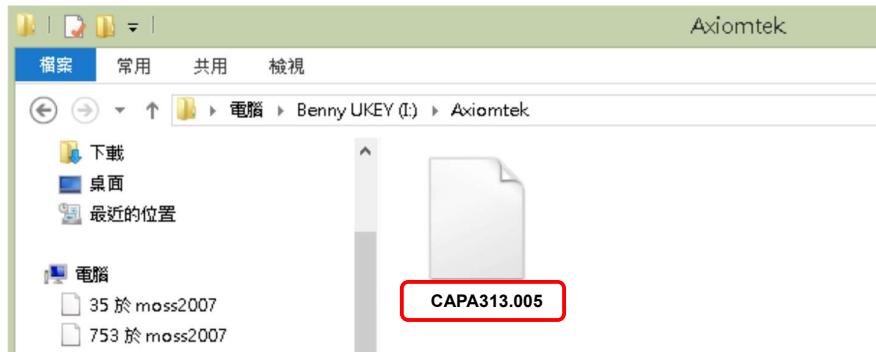 Axiomtek
檔案 常用 共用 檢視
電腦 Benny UKEY (I:) Axiomtek
下載
桌面
最近的位置
電腦
35 於 moss2007
753 於 moss2007
CAPA313.005